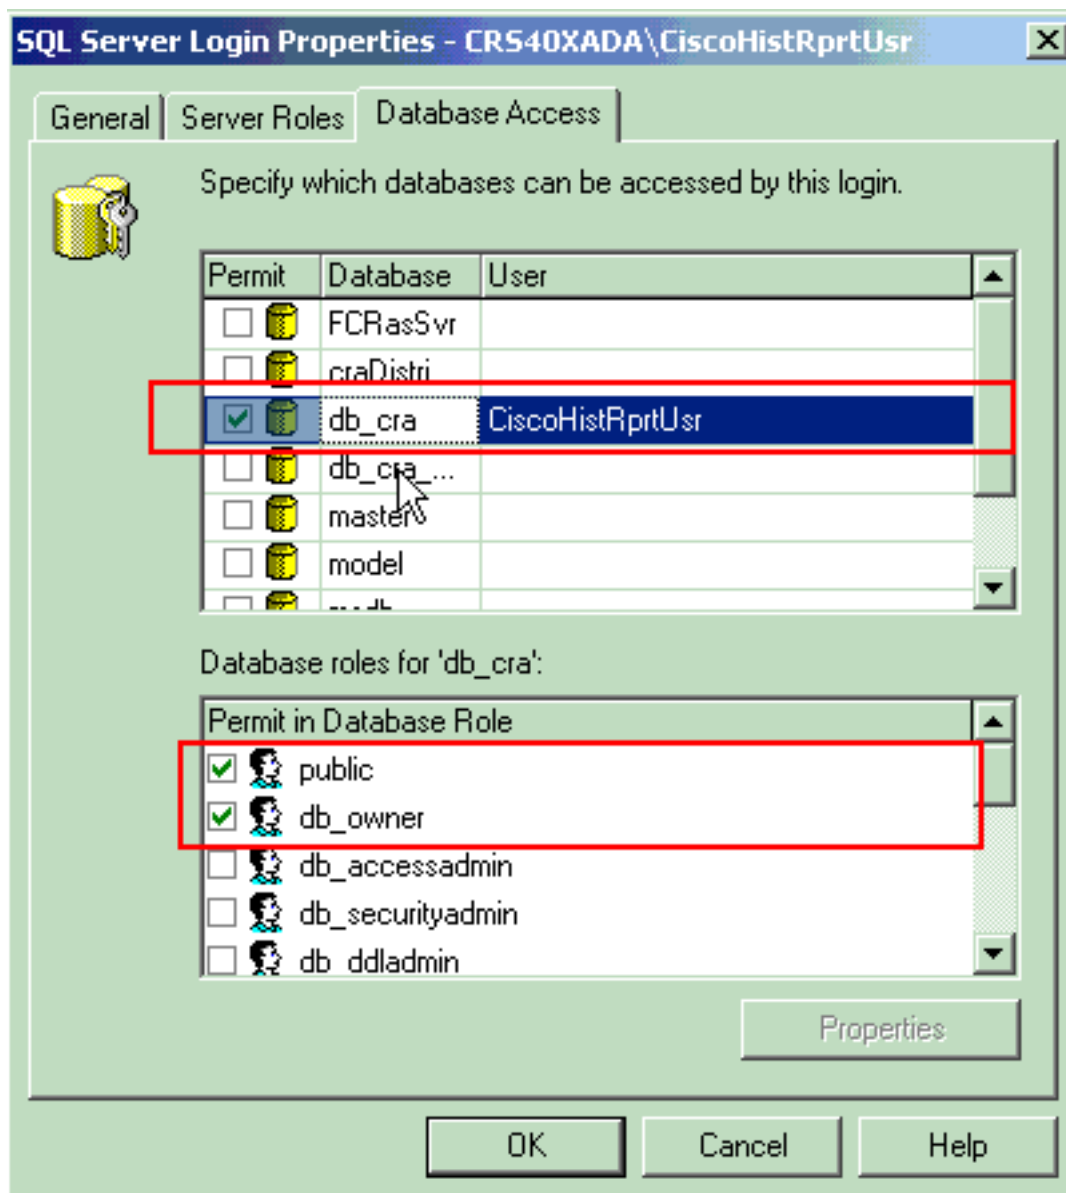 SQL Server Login Properties - CRS40XADA\CiscoHistRprtUsr
General Server Roles Database Access
Specify which databases can be accessed by this login.
Permit Database User
FCRasSvr
craDistri
db_cra CiscoHistRprtUsr
db_cra_...
master
model
Database roles for 'db_cra':
Permit in Database Role
public
db_owner
db_accessadmin
db_securityadmin
db_ddladmin
Properties
OK Cancel Help